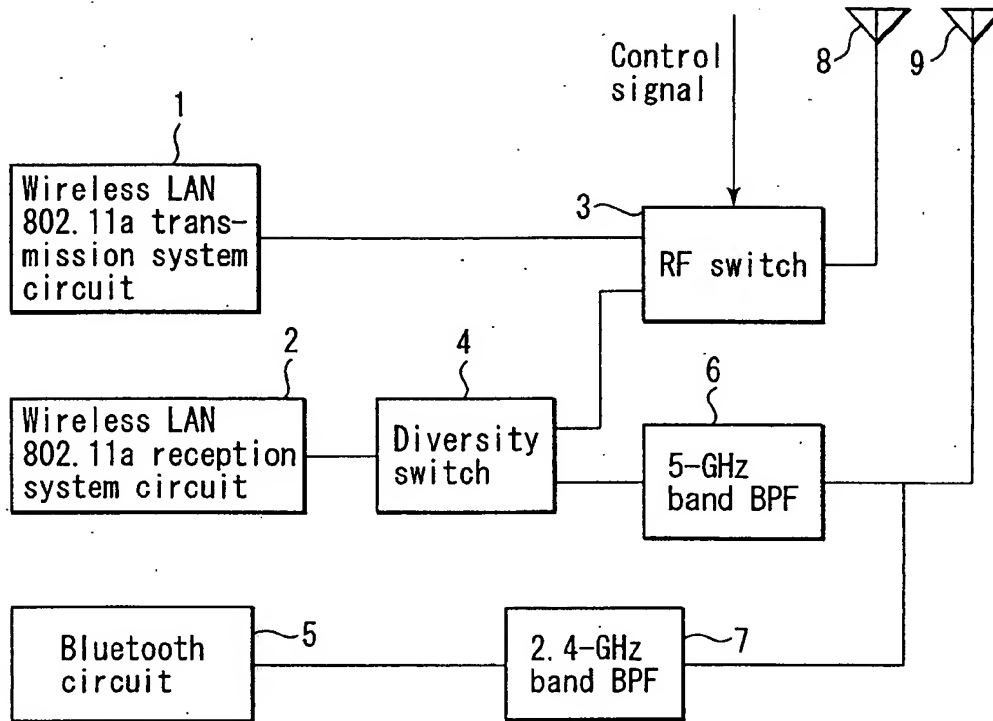 Control
signal
8
9
1
Wireless LAN
802.11a trans-
mission system
circuit
3
RF switch
2
Wireless LAN
802.11a reception
system circuit
4
Diversity
switch
6
5-GHz
band BPF
Bluetooth
circuit
5
2.4-GHz
band BPF
7